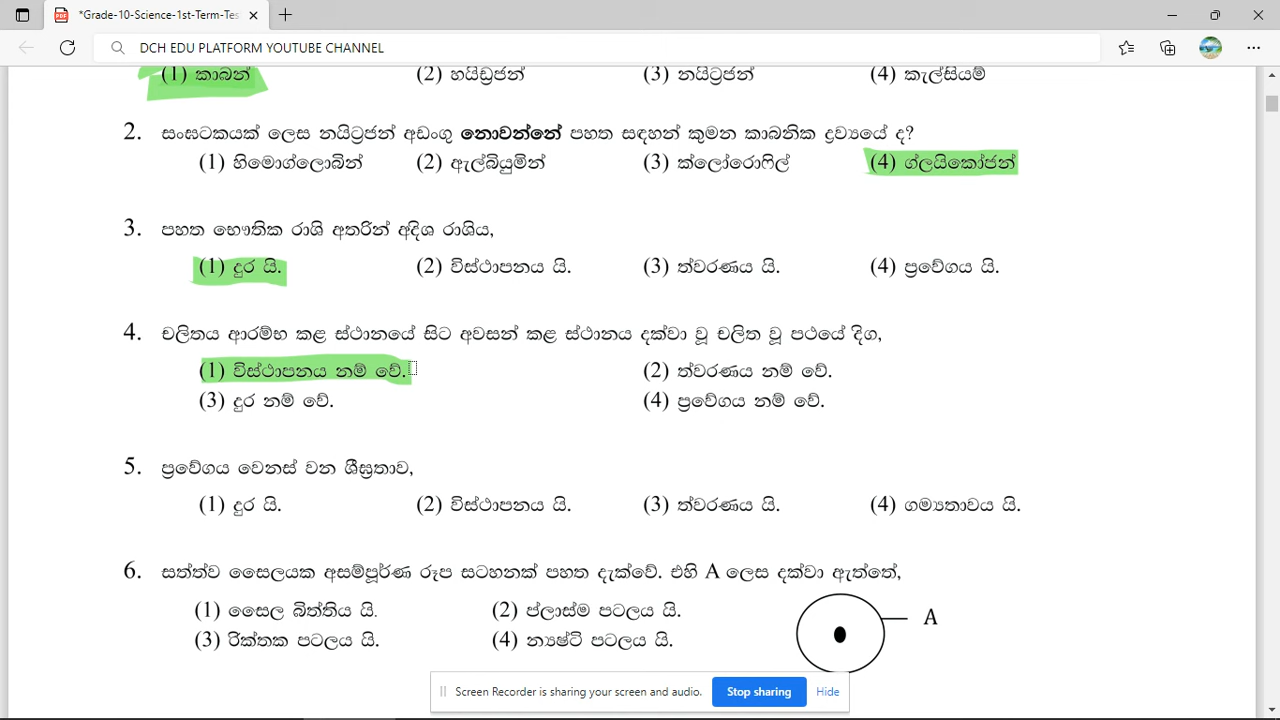 *Grade-10-Science-1st-Term-Tes
DCH EDU PLATFORM YOUTUBE CHANNEL
(1) කාබන් (2) හයිඩ්‍රජන් (3) නයිට්‍රජන් (4) කැල්සියම්
2. සංඝටකයක් ලෙස නයිට්‍රජන් අඩංගු නොවන්නේ පහත සඳහන් කුමන කාබනික ද්‍රව්‍යයේ ද?
(1) හිමොග්ලොබින් (2) ඇල්බියුමින් (3) ක්ලෝරොෆිල් (4) ග්ලයිකෝජන්
3. පහත භෞතික රාශි අතරින් අදිශ රාශිය,
(1) දුර යි. (2) විස්ථාපනය යි. (3) ත්වරණය යි. (4) ප්‍රවේගය යි.
4. චලිතය ආරම්භ කළ ස්ථානයේ සිට අවසන් කළ ස්ථානය දක්වා වූ චලිත වූ පථයේ දිග,
(1) විස්ථාපනය නම් වේ. (2) ත්වරණය නම් වේ.
(3) දුර නම් වේ. (4) ප්‍රවේගය නම් වේ.
5. ප්‍රවේගය වෙනස් වන ශීඝ්‍රතාව,
(1) දුර යි. (2) විස්ථාපනය යි. (3) ත්වරණය යි. (4) ගම්‍යතාවය යි.
6. සත්ත්ව සෛලයක අසම්පූර්ණ රූප සටහනක් පහත දැක්වේ. එහි A ලෙස දක්වා ඇත්තේ,
(1) සෛල බිත්තිය යි. (2) ප්ලාස්ම පටලය යි.
A
(3) රික්තක පටලය යි. (4) න්‍යෂ්ටි පටලය යි.
Screen Recorder is sharing your screen and audio. Stop sharing Hide